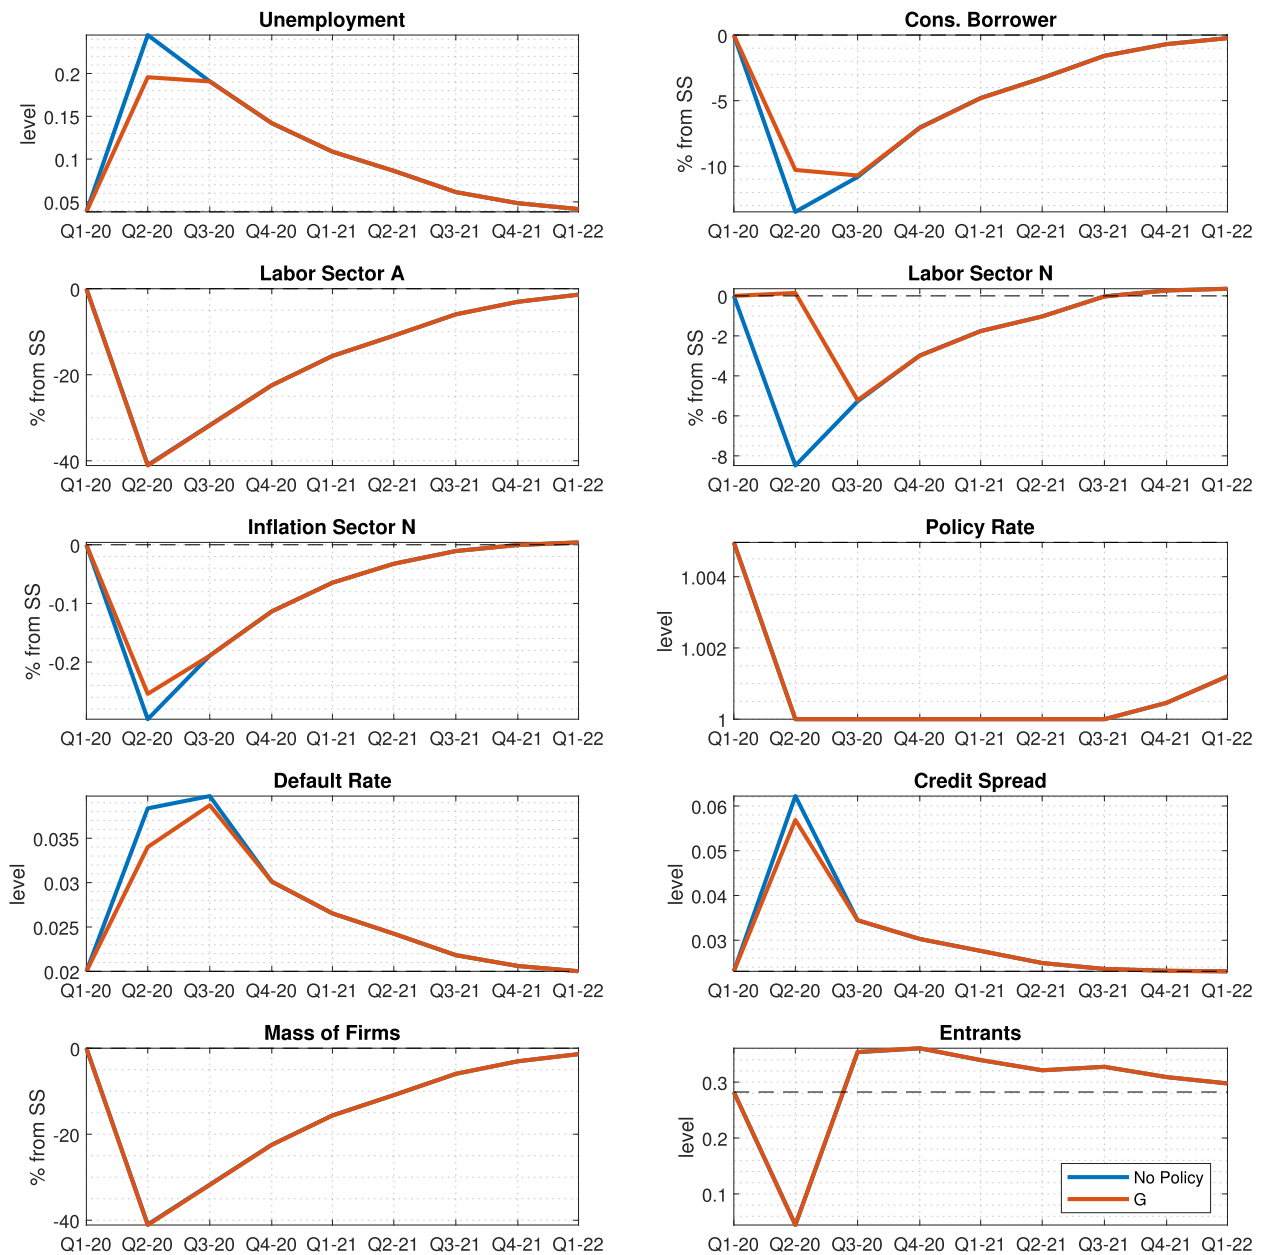 Unemployment
0.2
0.15
0.1
0.05
level
Q1-20 Q2-20 Q3-20 Q4-20 Q1-21 Q2-21 Q3-21 Q4-21 Q1-22
Cons. Borrower
0
-5
-10
% from SS
Q1-20 Q2-20 Q3-20 Q4-20 Q1-21 Q2-21 Q3-21 Q4-21 Q1-22
Labor Sector A
0
-20
-40
% from SS
Q1-20 Q2-20 Q3-20 Q4-20 Q1-21 Q2-21 Q3-21 Q4-21 Q1-22
Labor Sector N
0
-2
-4
-6
-8
% from SS
Q1-20 Q2-20 Q3-20 Q4-20 Q1-21 Q2-21 Q3-21 Q4-21 Q1-22
Inflation Sector N
0
-0.1
-0.2
% from SS
Q1-20 Q2-20 Q3-20 Q4-20 Q1-21 Q2-21 Q3-21 Q4-21 Q1-22
Policy Rate
1.004
1.002
1
level
Q1-20 Q2-20 Q3-20 Q4-20 Q1-21 Q2-21 Q3-21 Q4-21 Q1-22
Default Rate
0.035
0.03
0.025
0.02
level
Q1-20 Q2-20 Q3-20 Q4-20 Q1-21 Q2-21 Q3-21 Q4-21 Q1-22
Credit Spread
0.06
0.05
0.04
0.03
level
Q1-20 Q2-20 Q3-20 Q4-20 Q1-21 Q2-21 Q3-21 Q4-21 Q1-22
Mass of Firms
0
-20
-40
% from SS
Q1-20 Q2-20 Q3-20 Q4-20 Q1-21 Q2-21 Q3-21 Q4-21 Q1-22
Entrants
0.3
0.2
0.1
level
No Policy
G
Q1-20 Q2-20 Q3-20 Q4-20 Q1-21 Q2-21 Q3-21 Q4-21 Q1-22